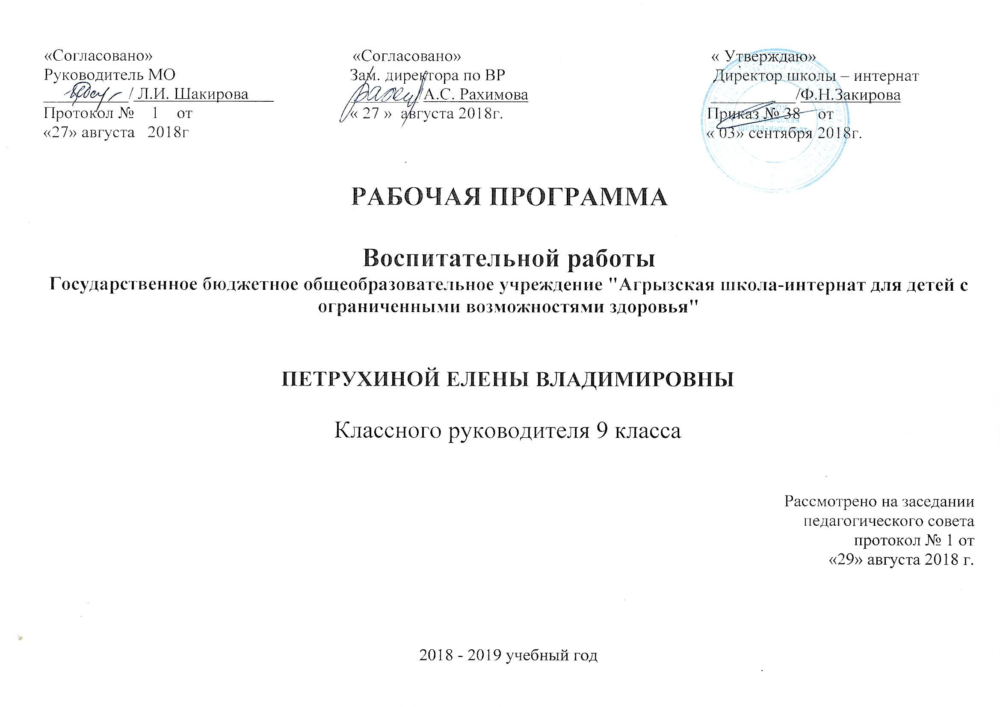 «Согласовано»
Руководитель МО
/ Л.И. Шакирова
Протокол № 1 от
«27» августа 2018г
«Согласовано»
Зам. директора по ВР
/А.С. Рахимова
« 27 » августа 2018г.
« Утверждаю»
Директор школы – интернат
/Ф.Н.Закирова
Приказ № 38 от
« 03» сентября 2018г.
школа-интернат
РАБОЧАЯ ПРОГРАММА
Воспитательной работы
Государственное бюджетное общеобразовательное учреждение "Агрызская школа-интернат для детей с
ограниченными возможностями здоровья"
ПЕТРУХИНОЙ ЕЛЕНЫ ВЛАДИМИРОВНЫ
Классного руководителя 9 класса
Рассмотрено на заседании
педагогического совета
протокол № 1 от
«29» августа 2018 г.
2018 - 2019 учебный год